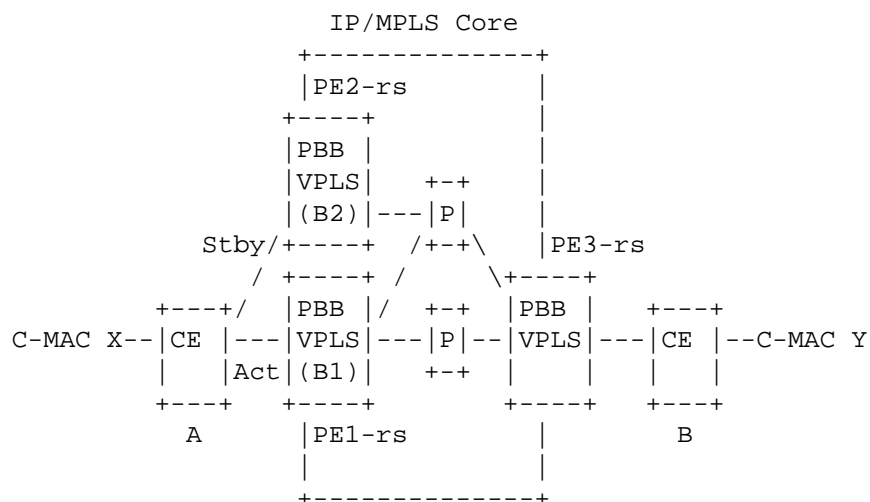 IP/MPLS Core
                    +--------------+
                    |PE2-rs        |
                   +----+          |
                   |PBB |          |
                   |VPLS|   +-+    |
                   |(B2)|---|P|    |
              Stby/+----+  /+-+\   |PE3-rs
                 / +----+ /     \+----+
           +---+/  |PBB |/  +-+  |PBB |   +---+
  C-MAC X--|CE |---|VPLS|---|P|--|VPLS|---|CE |--C-MAC Y
           |   |Act|(B1)|   +-+  |    |   |   |
           +---+   +----+        +----+   +---+
             A      |PE1-rs        |        B
                    |              |
                    +--------------+